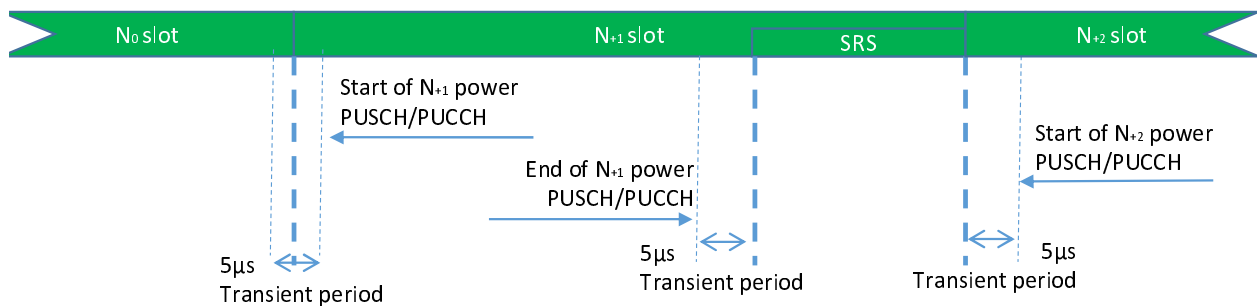 N₀ slot
N₊₁ slot
SRS
N₊₂ slot
Start of N₊₁ power
PUSCH/PUCCH
End of N₊₁ power
PUSCH/PUCCH
Start of N₊₂ power
PUSCH/PUCCH
5µs
Transient period
5µs
Transient period
5µs
Transient period